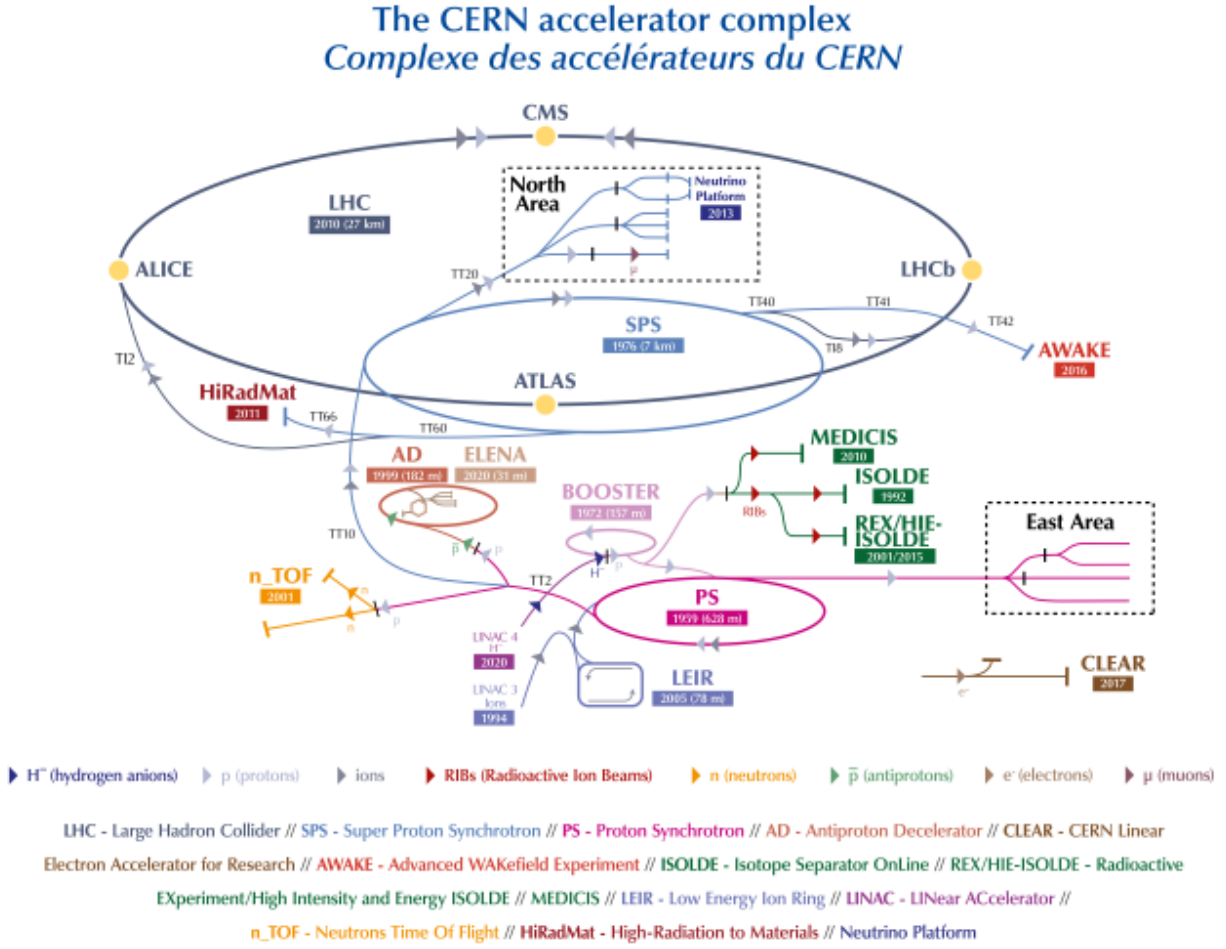 The CERN accelerator complex
Complexe des accélérateurs du CERN
CMS
North
Area
Neutrino
Platform
2013
LHC
2010 (27 km)
μ
ALICE
LHCb
TT20
TT40
TT41
TT42
SPS
1976 (7 km)
TI8
TI2
AWAKE
2016
ATLAS
HiRadMat
2011
TT66
TT60
MEDICIS
2010
AD
1999 (182 m)
ELENA
2020 (31 m)
ISOLDE
1992
BOOSTER
1972 (157 m)
RIBs
REX/HIE-
ISOLDE
2001/2015
East Area
TT10
p̄
p
H⁻
p
n_TOF
2001
n
TT2
n
p
PS
1959 (628 m)
LINAC 4
H⁻
2020
LEIR
2005 (78 m)
LINAC 3
Ions
1994
CLEAR
2017
e⁻
H⁻ (hydrogen anions)
p (protons)
ions
RIBs (Radioactive Ion Beams)
n (neutrons)
p̄ (antiprotons)
e⁻ (electrons)
μ (muons)
LHC - Large Hadron Collider // SPS - Super Proton Synchrotron // PS - Proton Synchrotron // AD - Antiproton Decelerator // CLEAR - CERN Linear
Electron Accelerator for Research // AWAKE - Advanced WAKefield Experiment // ISOLDE - Isotope Separator OnLine // REX/HIE-ISOLDE - Radioactive
EXperiment/High Intensity and Energy ISOLDE // MEDICIS // LEIR - Low Energy Ion Ring // LINAC - LINear ACcelerator //
n_TOF - Neutrons Time Of Flight // HiRadMat - High-Radiation to Materials // Neutrino Platform